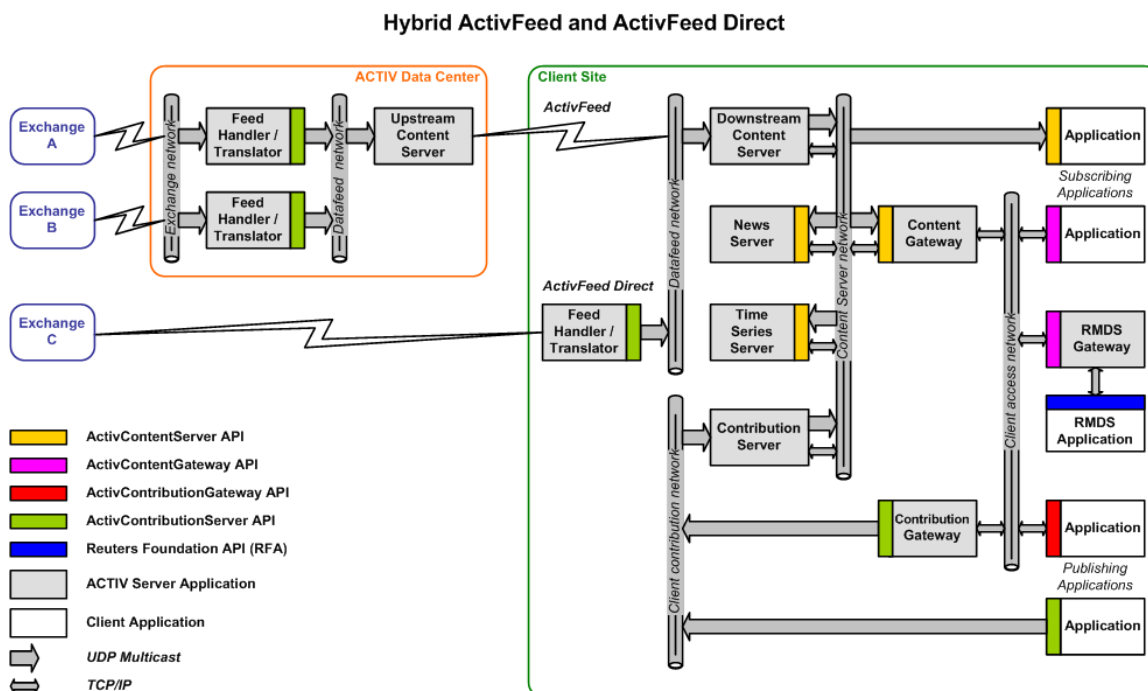 Hybrid ActivFeed and ActivFeed Direct
ACTIV Data Center
Client Site
Exchange
A
Exchange network
Feed
Handler /
Translator
Datafeed network
Upstream
Content
Server
ActivFeed
Datafeed network
Downstream
Content
Server
Content Server network
Application
Subscribing
Applications
Exchange
B
Feed
Handler /
Translator
News
Server
Content
Gateway
Client access network
Application
ActivFeed Direct
Exchange
C
Feed
Handler /
Translator
Time
Series
Server
RMDS
Gateway
RMDS
Application
Client contribution network
Contribution
Server
Contribution
Gateway
Application
Publishing
Applications
Application
ActivContentServer API
ActivContentGateway API
ActivContributionGateway API
ActivContributionServer API
Reuters Foundation API (RFA)
ACTIV Server Application
Client Application
UDP Multicast
TCP/IP